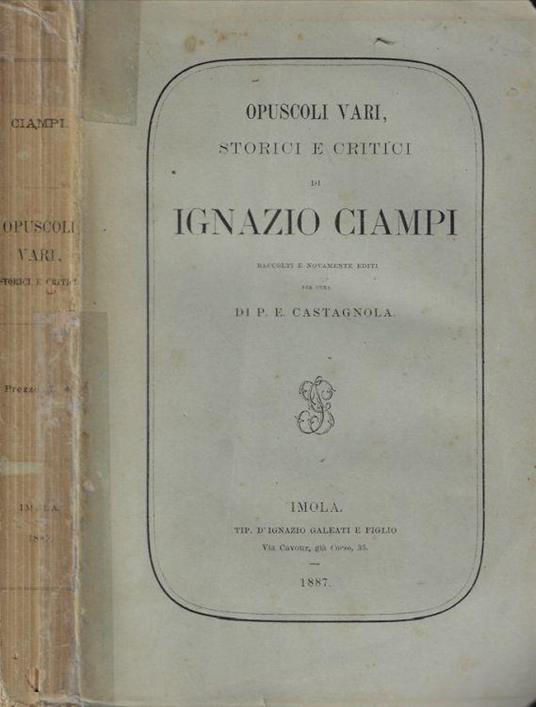 CIAMPI.
OPUSCOLI
VARI,
STORICI E CRITICI
Prezzo
IMOLA.
1887.
OPUSCOLI VARI,
STORICI E CRITICI
DI
IGNAZIO CIAMPI
RACCOLTI E NOVAMENTE EDITI
PER CURA
DI P. E. CASTAGNOLA.
IMOLA.
TIP. D'IGNAZIO GALEATI E FIGLIO
Via Cavour, già Corso, 35.
1887.